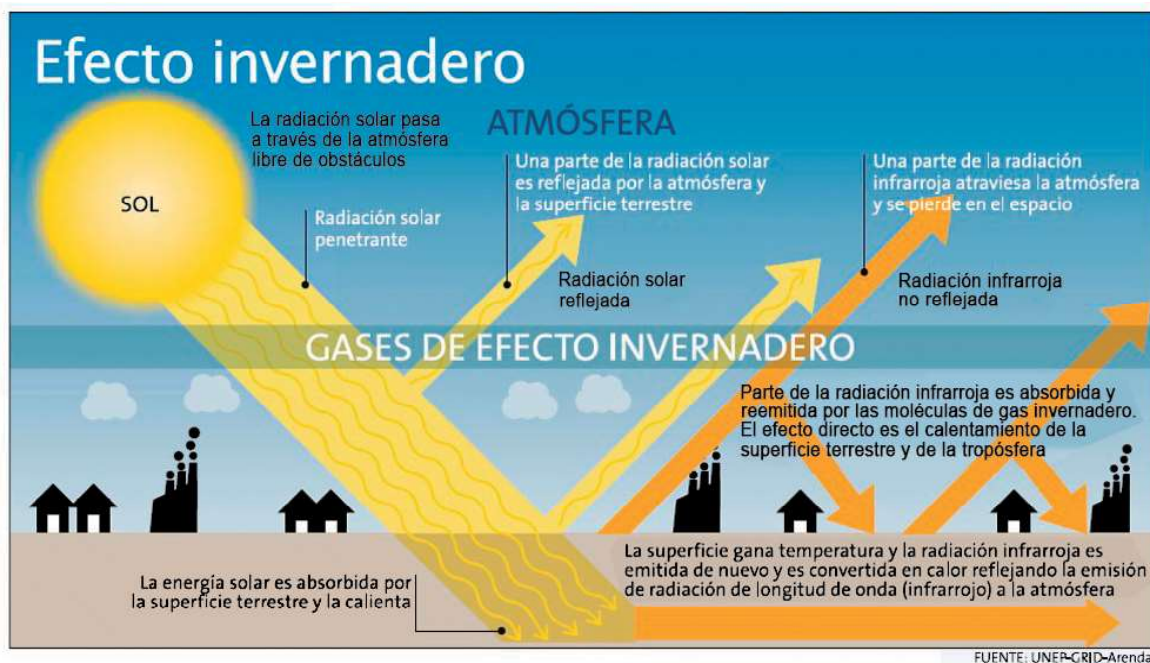 Efecto invernadero
SOL
La radiación solar pasa
a través de la atmósfera
libre de obstáculos
ATMÓSFERA
Radiación solar
penetrante
Una parte de la radiación solar
es reflejada por la atmósfera y
la superficie terrestre
Radiación solar
reflejada
Una parte de la radiación
infrarroja atraviesa la atmósfera
y se pierde en el espacio
Radiación infrarroja
no reflejada
GASES DE EFECTO INVERNADERO
Parte de la radiación infrarroja es absorbida y
reemitida por las moléculas de gas invernadero.
El efecto directo es el calentamiento de la
superficie terrestre y de la tropósfera
La energía solar es absorbida por
la superficie terrestre y la calienta
La superficie gana temperatura y la radiación infrarroja es
emitida de nuevo y es convertida en calor reflejando la emisión
de radiación de longitud de onda (infrarrojo) a la atmósfera
FUENTE: UNEP-GRID-Arenda